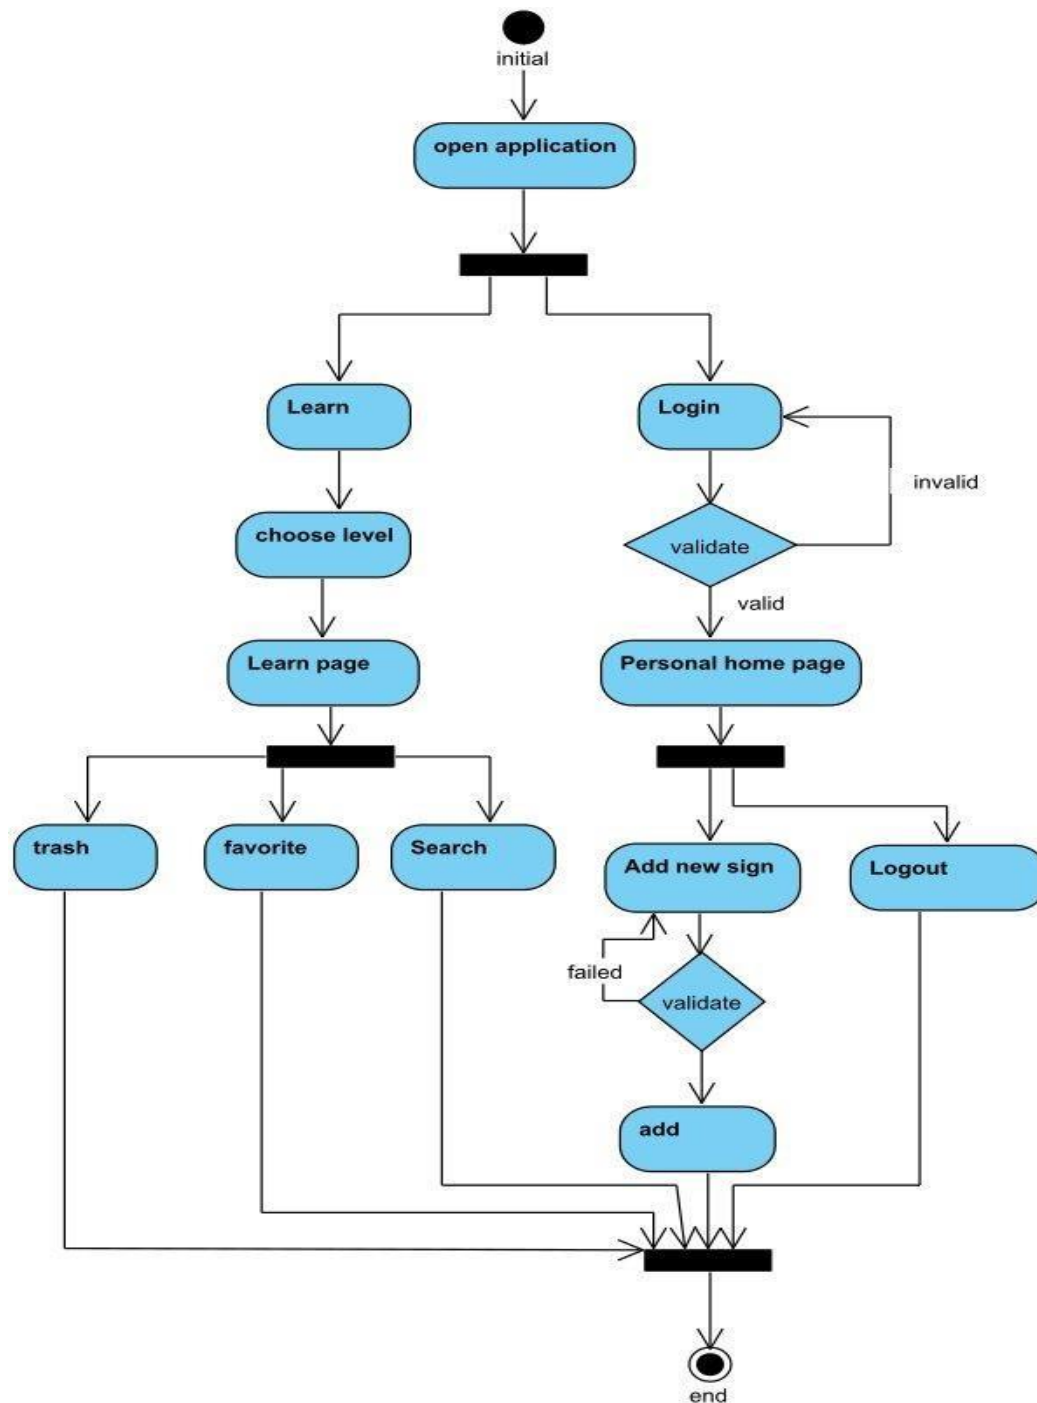 initial
open application
Learn
Login
invalid
choose level
validate
valid
Learn page
Personal home page
trash
favorite
Search
Add new sign
Logout
failed
validate
add
end